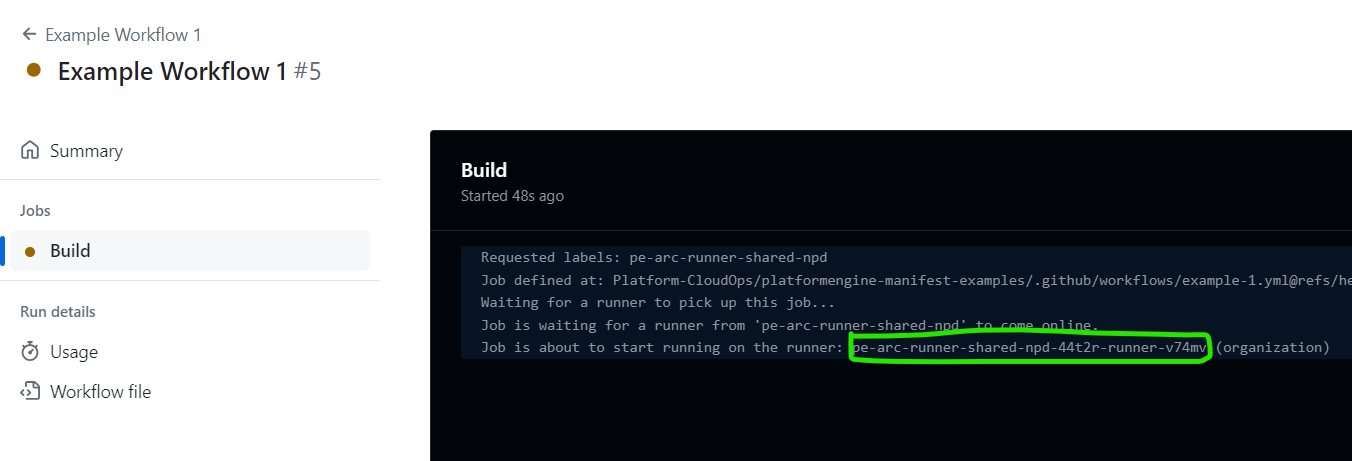 Example Workflow 1
Example Workflow 1 #5
Summary
Jobs
Build
Run details
Usage
Workflow file
Build
Started 48s ago
Requested labels: pe-arc-runner-shared-npd
Job defined at: Platform-CloudOps/platformengine-manifest-examples/.github/workflows/example-1.yml@refs/he
Waiting for a runner to pick up this job...
Job is waiting for a runner from 'pe-arc-runner-shared-npd' to come online.
Job is about to start running on the runner: pe-arc-runner-shared-npd-44t2r-runner-v74mv (organization)